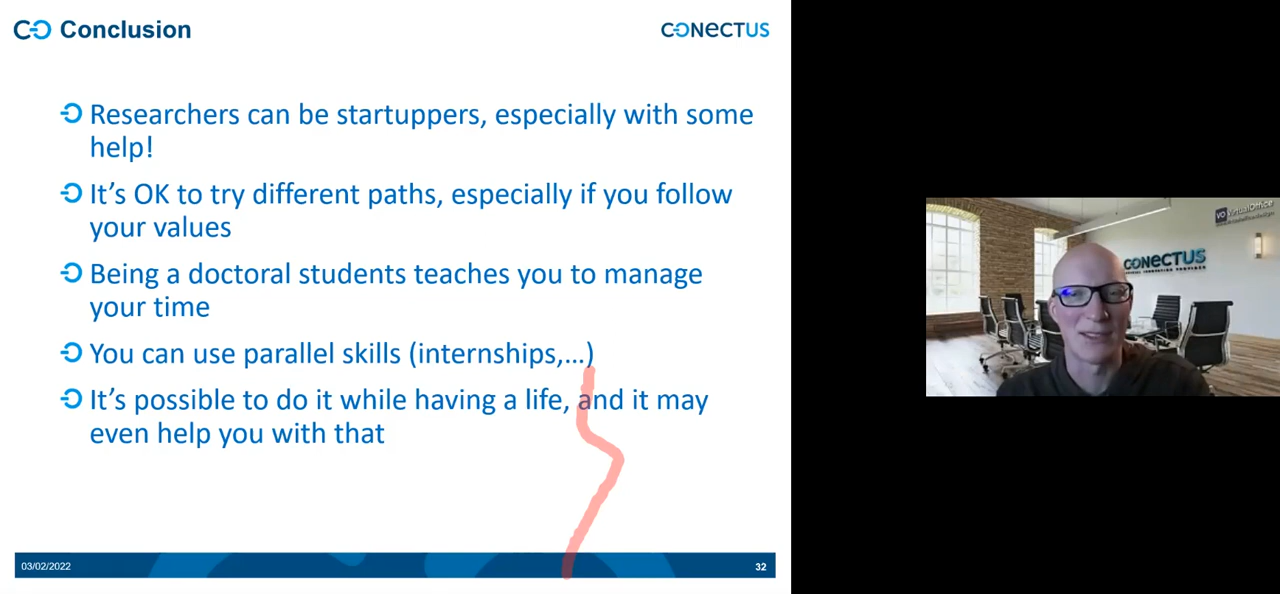 Conclusion
CONECTUS
Researchers can be startuppers, especially with some
help!
It's OK to try different paths, especially if you follow
your values
Being a doctoral students teaches you to manage
your time
You can use parallel skills (internships,...)
It's possible to do it while having a life, and it may
even help you with that
03/02/2022
32
VO VirtualOffice
CONECTUS